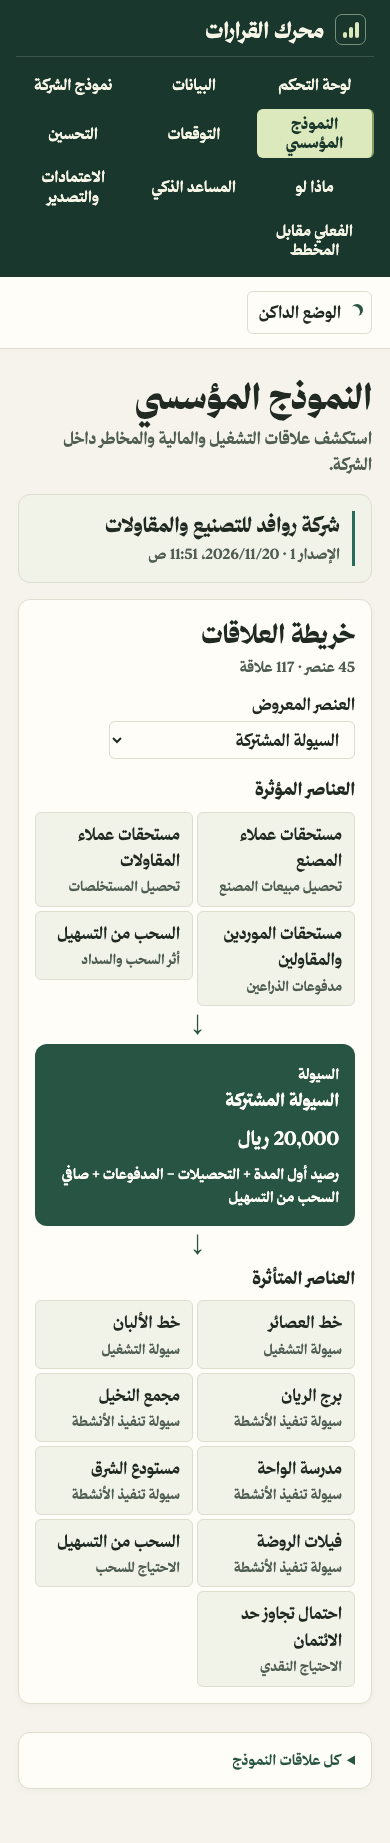 محرك القرارات
لوحة التحكم
البيانات
نموذج الشركة
النموذج
المؤسسي
التوقعات
التحسين
ماذا لو
المساعد الذكي
الاعتمادات
والتصدير
الفعلي مقابل
المخطط
الوضع الداكن
النموذج المؤسسي
استكشف علاقات التشغيل والمالية والمخاطر داخل
الشركة.
شركة روافد للتصنيع والمقاولات
الإصدار 1 · 2026/11/20، 11:51 ص
خريطة العلاقات
45 عنصر · 117 علاقة
العنصر المعروض
السيولة المشتركة
العناصر المؤثرة
مستحقات عملاء
المصنع
تحصيل مبيعات المصنع
مستحقات عملاء
المقاولات
تحصيل المستخلصات
مستحقات الموردين
والمقاولين
مدفوعات الذراعين
السحب من التسهيل
أثر السحب والسداد
↓
السيولة
السيولة المشتركة
20,000 ريال
رصيد أول المدة + التحصيلات − المدفوعات + صافي
السحب من التسهيل
↓
العناصر المتأثرة
خط العصائر
سيولة التشغيل
خط الألبان
سيولة التشغيل
برج الريان
سيولة تنفيذ الأنشطة
مجمع النخيل
سيولة تنفيذ الأنشطة
مدرسة الواحة
سيولة تنفيذ الأنشطة
مستودع الشرق
سيولة تنفيذ الأنشطة
فيلات الروضة
سيولة تنفيذ الأنشطة
السحب من التسهيل
الاحتياج للسحب
احتمال تجاوز حد
الائتمان
الاحتياج النقدي
كل علاقات النموذج